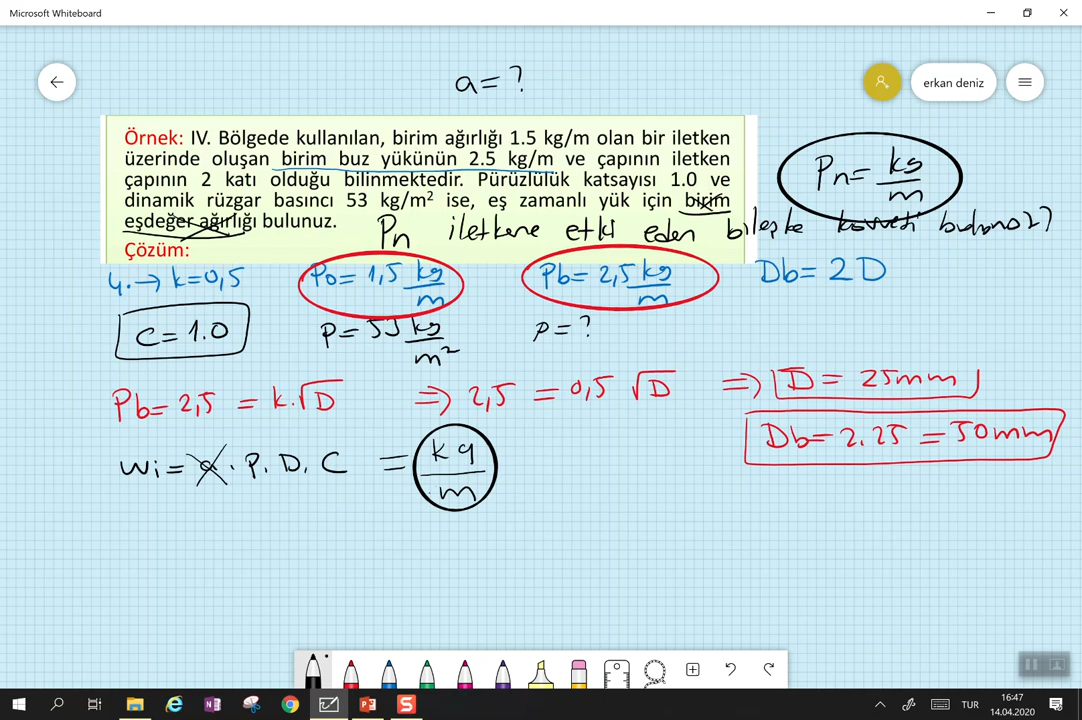 Microsoft Whiteboard
a = ?
erkan deniz
Örnek: IV. Bölgede kullanılan, birim ağırlığı 1.5 kg/m olan bir iletken
üzerinde oluşan birim buz yükünün 2.5 kg/m ve çapının iletken
çapının 2 katı olduğu bilinmektedir. Pürüzlülük katsayısı 1.0 ve
dinamik rüzgar basıncı 53 kg/m² ise, eş zamanlı yük için birim
eşdeğer ağırlığı bulunuz.
Pn = kg/m
Pn iletkene etki eden bileşke kuvveti bulunuz?
Çözüm:
4. → k = 0,5 P0 = 1,5 kg/m Pb = 2,5 kg/m Db = 2D
C = 1.0 P = 53 kg/m² P = ?
Pb = 2,5 = k.√D ⇒ 2,5 = 0,5 √D ⇒ D = 25mm
Db = 2.25 = 50mm
Wi = α . P. D. C = kg/m
TUR
16:47
14.04.2020